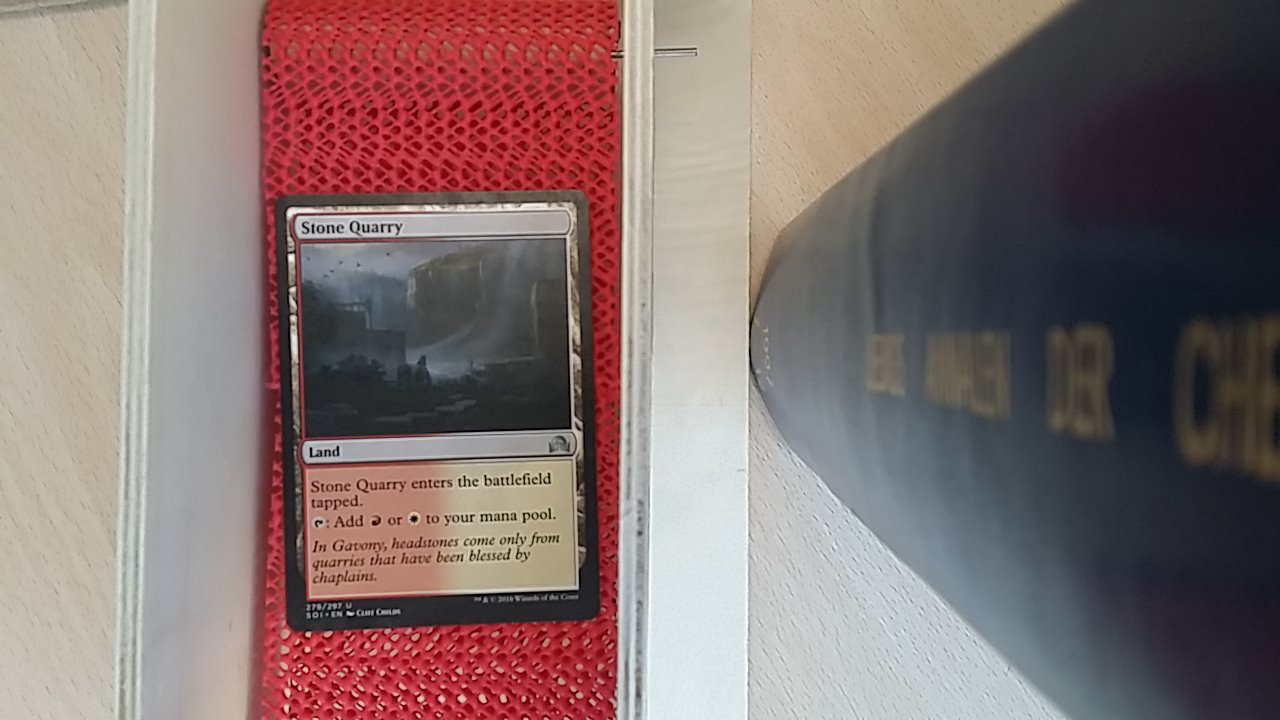 Stone Quarry
Land
Stone Quarry enters the battlefield
tapped.
: Add or to your mana pool.
In Gavony, headstones come only from
quarries that have been blessed by
chaplains.
279/297 U
SOI • EN Cliff Childs
™ & © 2016 Wizards of the Coast
ANNALEN DER CHE